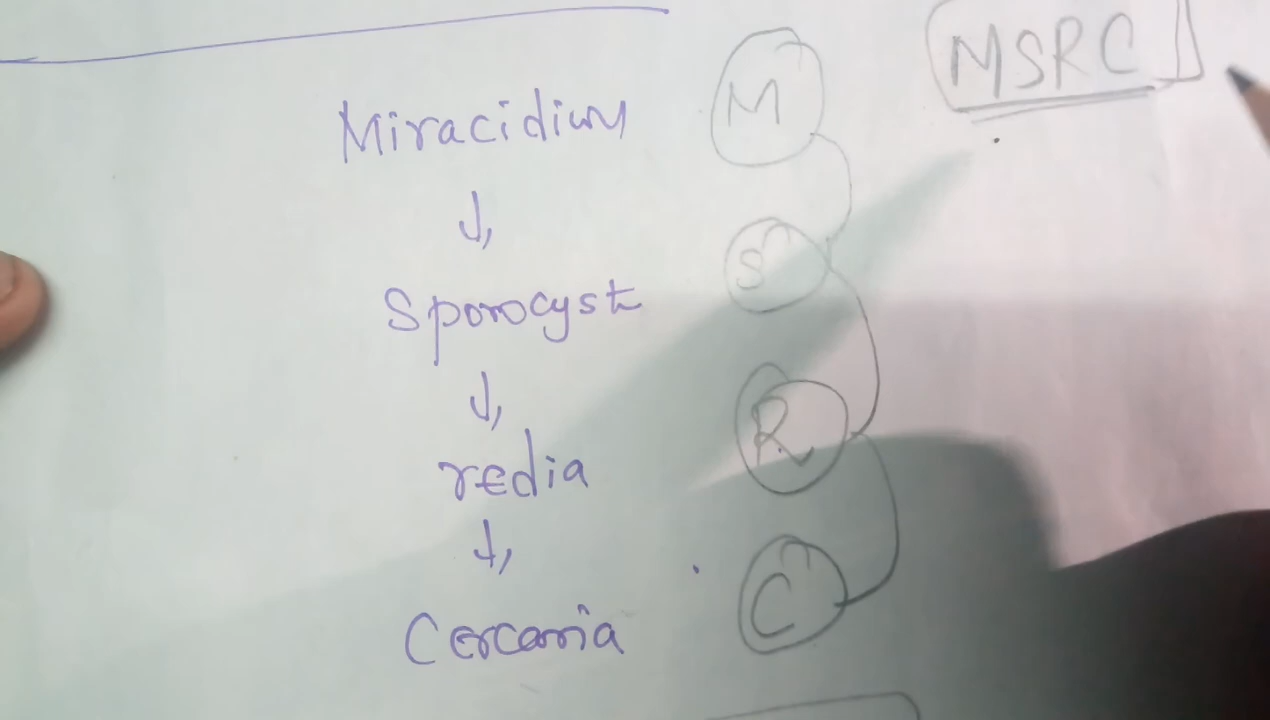 MSRC
Miracidium M
↓
Sporocyst S
↓
redia R
↓
Cercaria C